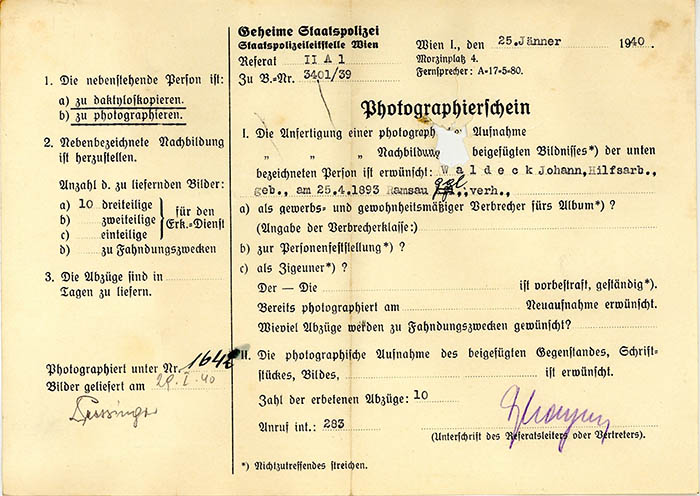 Geheime Staatspolizei
Staatspolizeileitstelle Wien
Referat II A 1
Zu B.-Nr. 3401/39
Wien I., den 25.Jänner 1940.
Morzinplatz 4.
Fernsprecher: A-17-5-80.
1. Die nebenstehende Person ist:
a) zu daktyloskopieren.
b) zu photographieren.
2. Nebenbezeichnete Nachbildung
ist herzustellen.
Anzahl d. zu liefernden Bilder:
a) 10 dreiteilige
b) zweiteilige
c) einteilige
für den
Erk.-Dienst
d) zu Fahndungszwecken
3. Die Abzüge sind in
Tagen zu liefern.
Photographiert unter Nr. 1642
Bilder geliefert am 29.I.40
Photographierschein
I. Die Anfertigung einer photograph Aufnahme
„ „ „ Nachbildung beigefügten Bildnisses*) der unten
bezeichneten Person ist erwünscht: Waldeck Johann, Hilfsarb.,
geb., am 25.4.1893 Ramsau ggl., verh.,
a) als gewerbs- und gewohnheitsmäßiger Verbrecher fürs Album*) ?
(Angabe der Verbrecherklasse:)
b) zur Personenfeststellung*) ?
c) als Zigeuner*) ?
Der — Die ist vorbestraft, geständig*).
Bereits photographiert am Neuaufnahme erwünscht.
Wieviel Abzüge werden zu Fahndungszwecken gewünscht?
II. Die photographische Aufnahme des beigefügten Gegenstandes, Schrift-
stückes, Bildes, ist erwünscht.
Zahl der erbetenen Abzüge: 10
Anruf int.: 283
(Unterschrift des Referatsleiters oder Vertreters).
*) Nichtzutreffendes streichen.